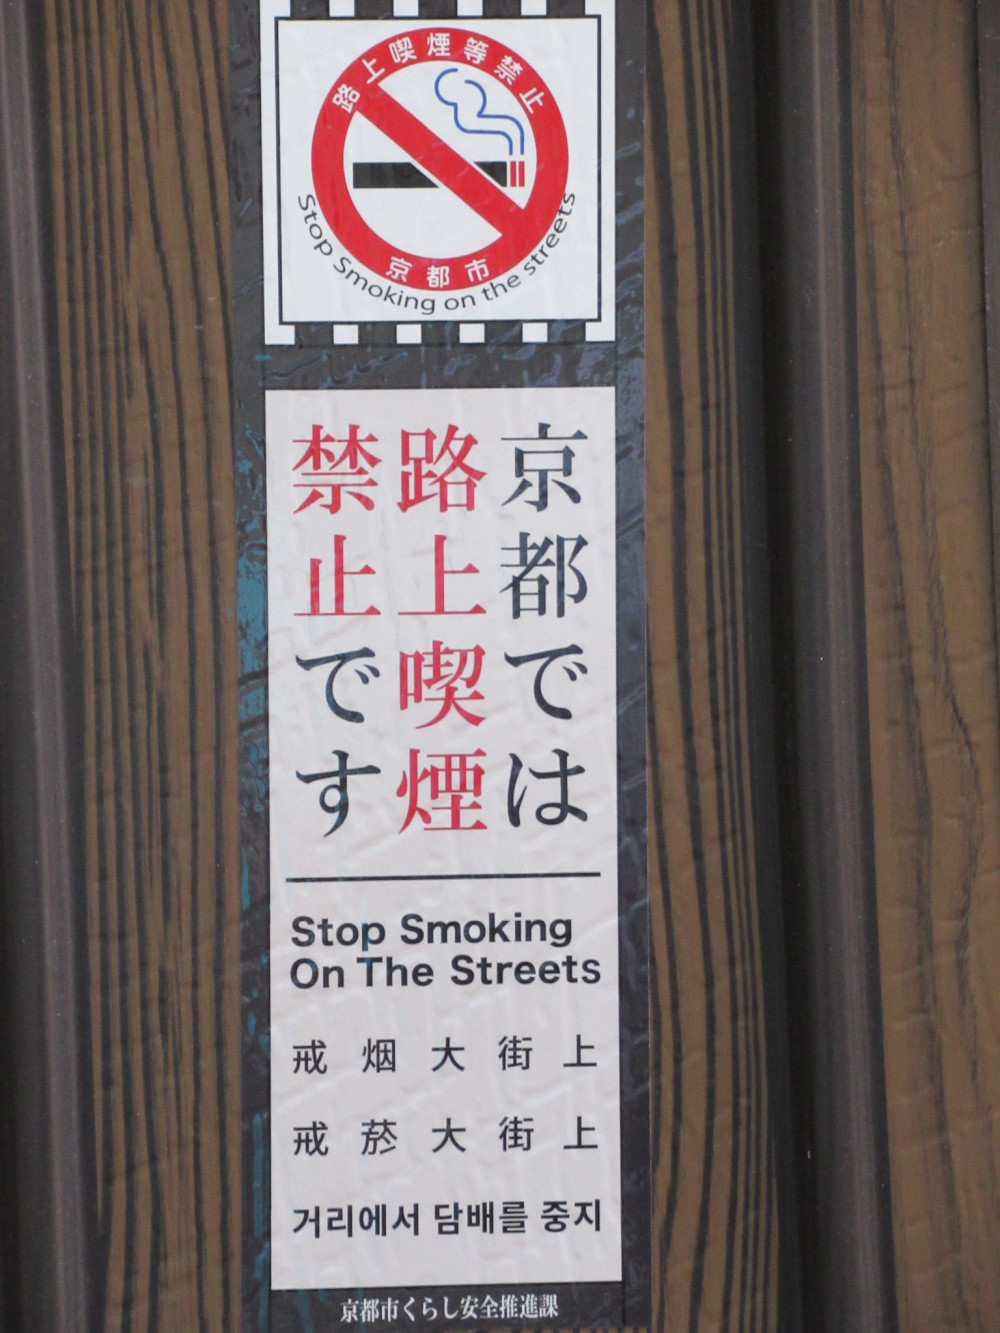 路上喫煙等禁止
京都市
Stop Smoking on the streets
京都では
路上喫煙
禁止です
Stop Smoking
On The Streets
戒烟大街上
戒菸大街上
거리에서 담배를 중지
京都市くらし安全推進課